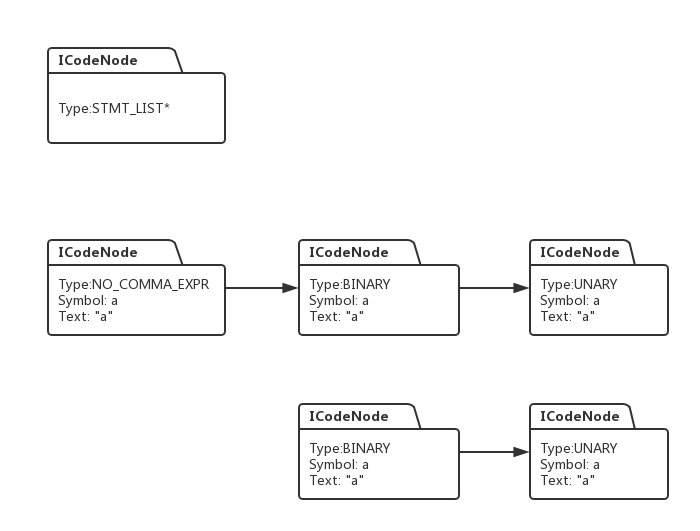 ICodeNode
Type:STMT_LIST*
ICodeNode
Type:NO_COMMA_EXPR
Symbol: a
Text: "a"
ICodeNode
Type:BINARY
Symbol: a
Text: "a"
ICodeNode
Type:UNARY
Symbol: a
Text: "a"
ICodeNode
Type:BINARY
Symbol: a
Text: "a"
ICodeNode
Type:UNARY
Symbol: a
Text: "a"